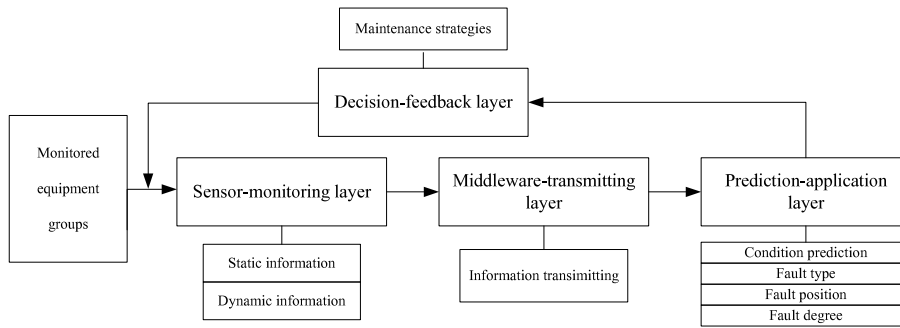 Maintenance strategies
Decision-feedback layer
Monitored
equipment
groups
Sensor-monitoring layer
Middleware-transmitting
layer
Prediction-application
layer
Static information
Dynamic information
Information transimitting
Condition prediction
Fault type
Fault position
Fault degree